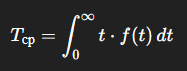 T_ср = ∫_0^∞ t · f(t) dt